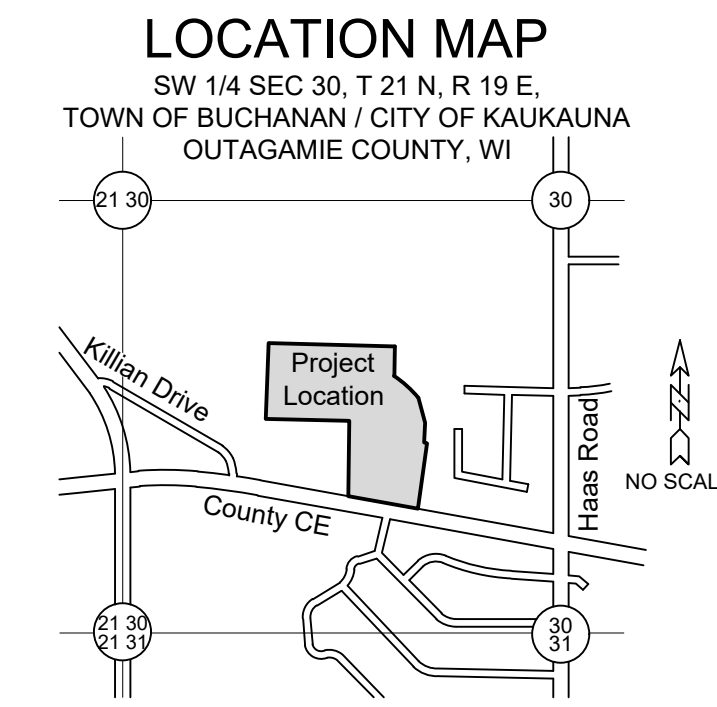 LOCATION MAP
SW 1/4 SEC 30, T 21 N, R 19 E,
TOWN OF BUCHANAN / CITY OF KAUKAUNA
OUTAGAMIE COUNTY, WI
21 30
30
Killian Drive
Project
Location
Haas Road
N
NO SCAL
County CE
21 30
21 31
30
31